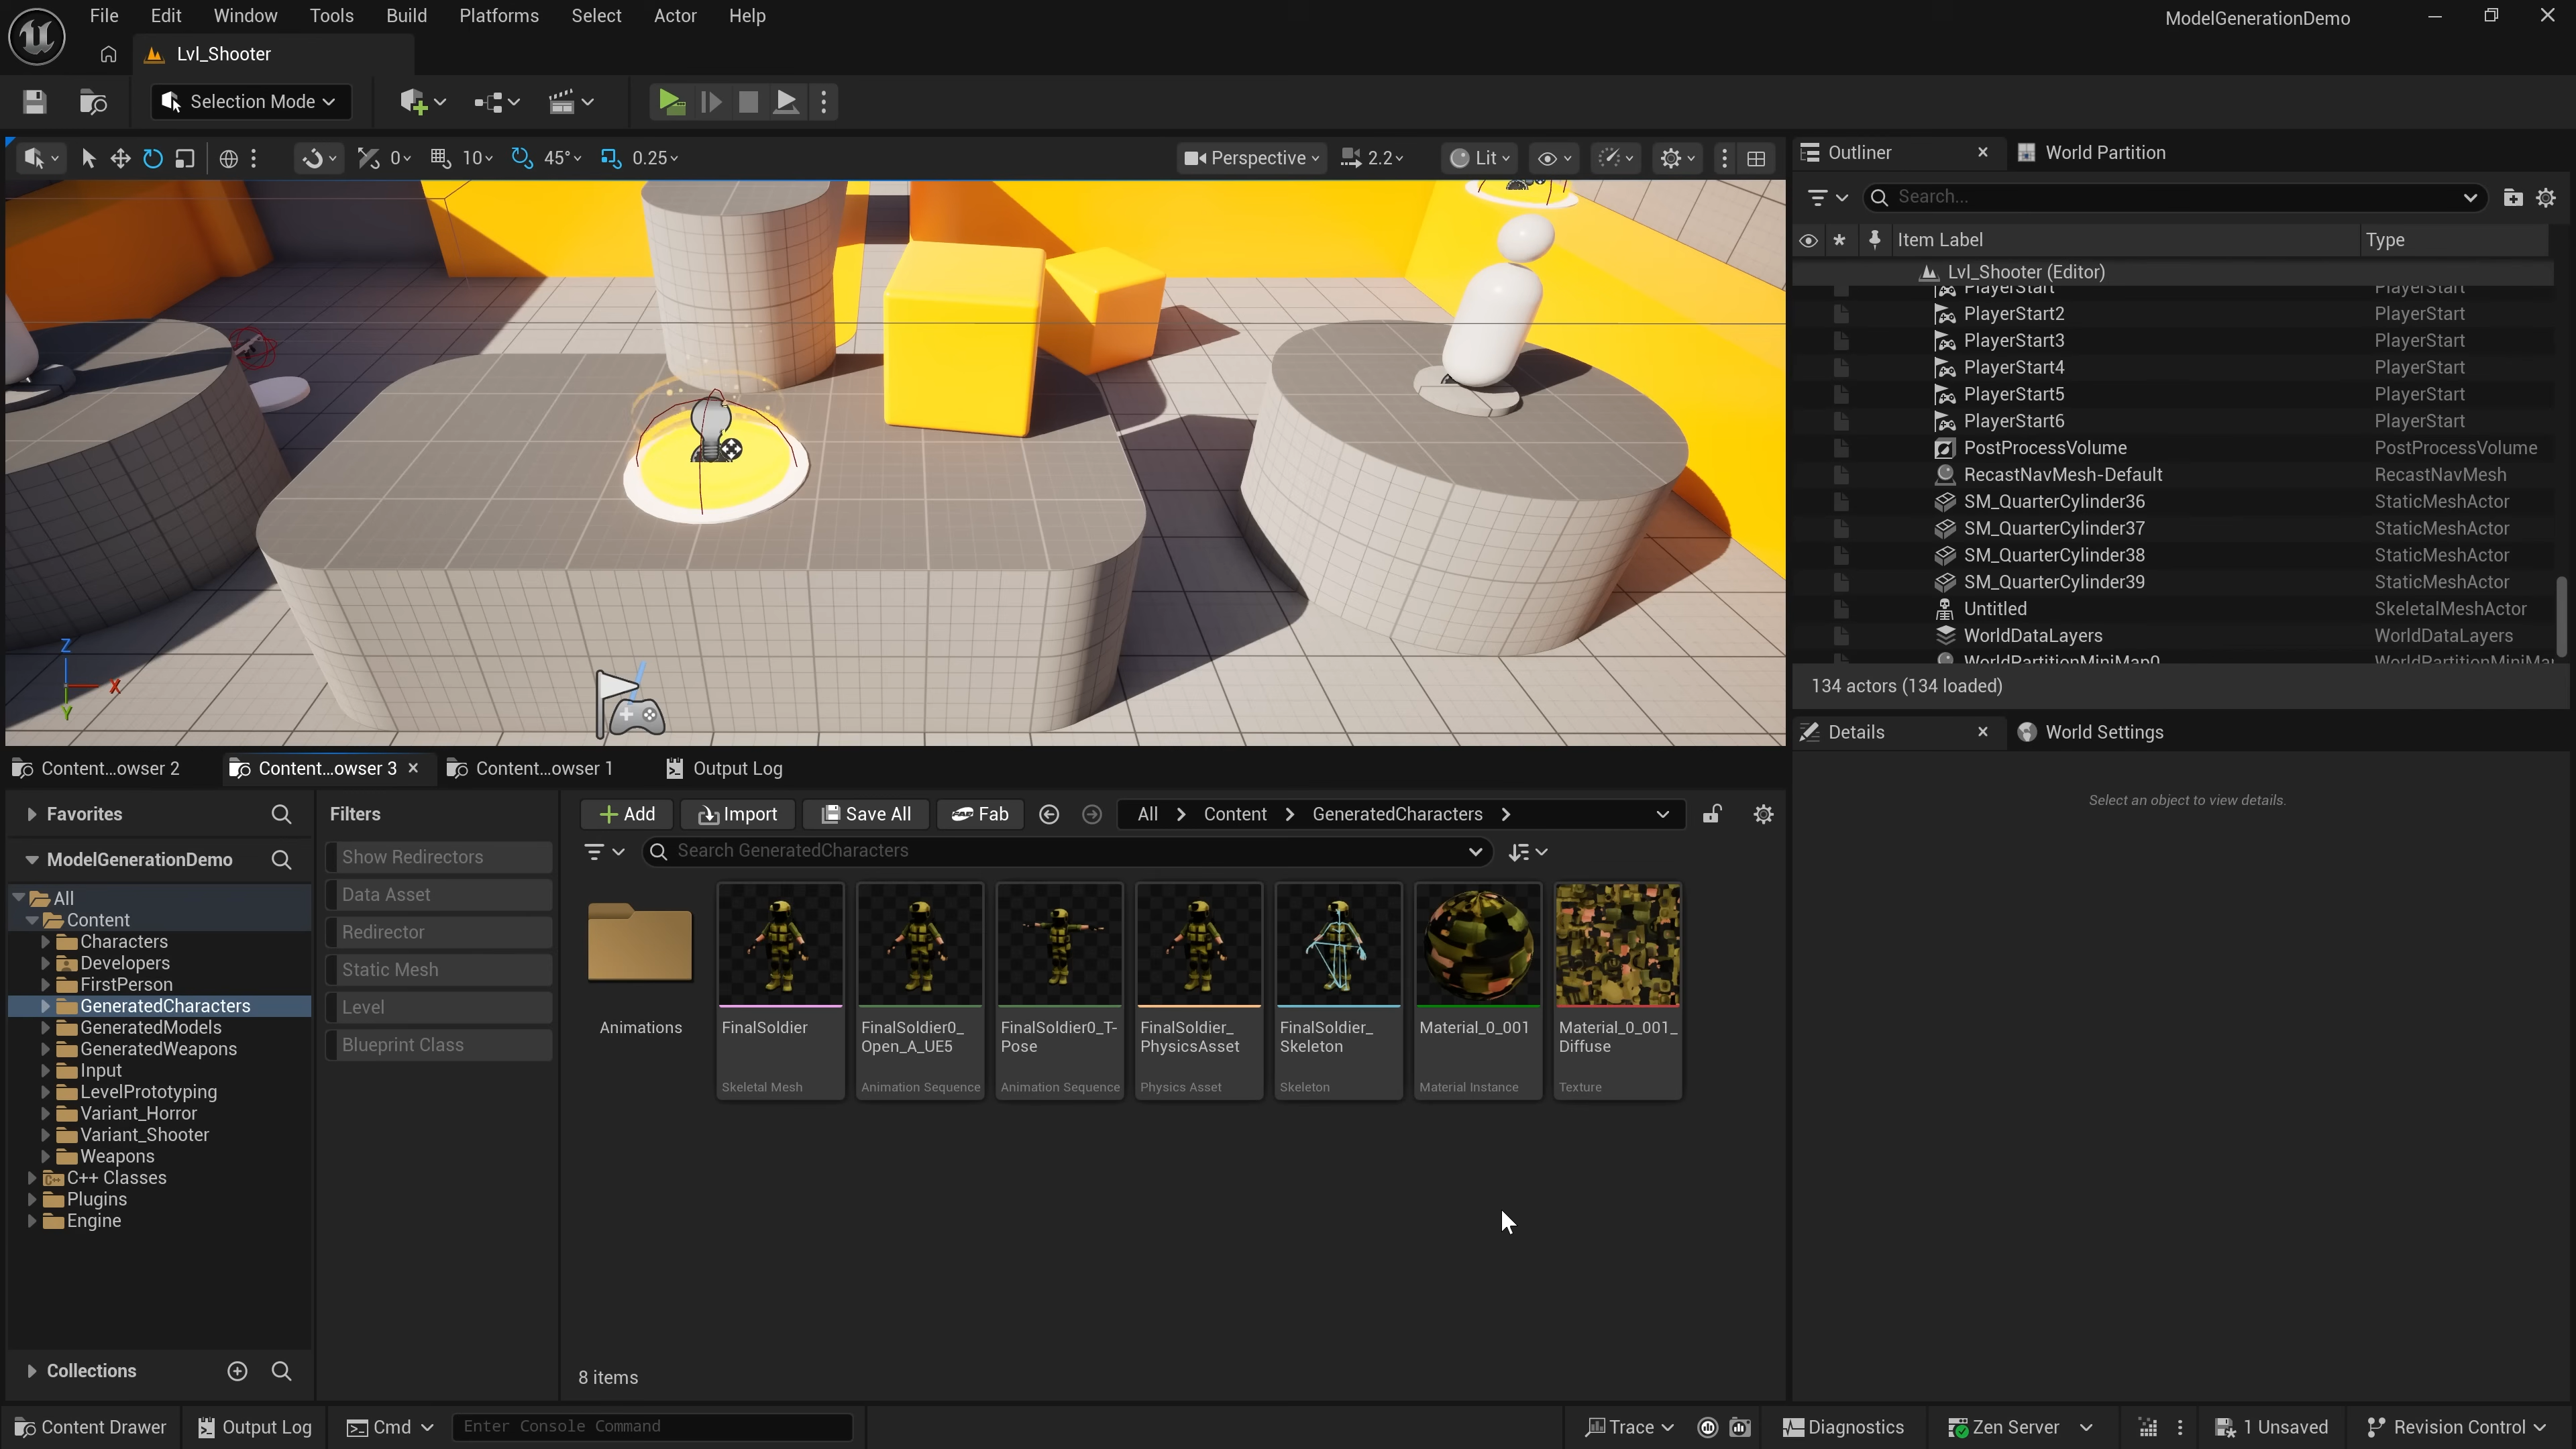 File Edit Window Tools Build Platforms Select Actor Help
ModelGenerationDemo
Lvl_Shooter
Selection Mode
0 10 45° 0.25
Perspective 2.2 Lit
Z
X
Y
Outliner World Partition
Search...
Item Label Type
Lvl_Shooter (Editor)
PlayerStart PlayerStart
PlayerStart2 PlayerStart
PlayerStart3 PlayerStart
PlayerStart4 PlayerStart
PlayerStart5 PlayerStart
PlayerStart6 PlayerStart
PostProcessVolume PostProcessVolume
RecastNavMesh-Default RecastNavMesh
SM_QuarterCylinder36 StaticMeshActor
SM_QuarterCylinder37 StaticMeshActor
SM_QuarterCylinder38 StaticMeshActor
SM_QuarterCylinder39 StaticMeshActor
Untitled SkeletalMeshActor
WorldDataLayers WorldDataLayers
WorldPartitionMiniMap0 WorldPartitionMiniMa
134 actors (134 loaded)
Details World Settings
Select an object to view details.
Content...owser 2 Content...owser 3 Content...owser 1 Output Log
Favorites
ModelGenerationDemo
All
Content
Characters
Developers
FirstPerson
GeneratedCharacters
GeneratedModels
GeneratedWeapons
Input
LevelPrototyping
Variant_Horror
Variant_Shooter
Weapons
C++ Classes
Plugins
Engine
Collections
Filters
Show Redirectors
Data Asset
Redirector
Static Mesh
Level
Blueprint Class
Add Import Save All Fab All Content GeneratedCharacters
Search GeneratedCharacters
Animations
FinalSoldier
Skeletal Mesh
FinalSoldier0_
Open_A_UE5
Animation Sequence
FinalSoldier0_T-
Pose
Animation Sequence
FinalSoldier_
PhysicsAsset
Physics Asset
FinalSoldier_
Skeleton
Skeleton
Material_0_001
Material Instance
Material_0_001_
Diffuse
Texture
8 items
Content Drawer Output Log Cmd Enter Console Command
Trace Diagnostics Zen Server 1 Unsaved Revision Control